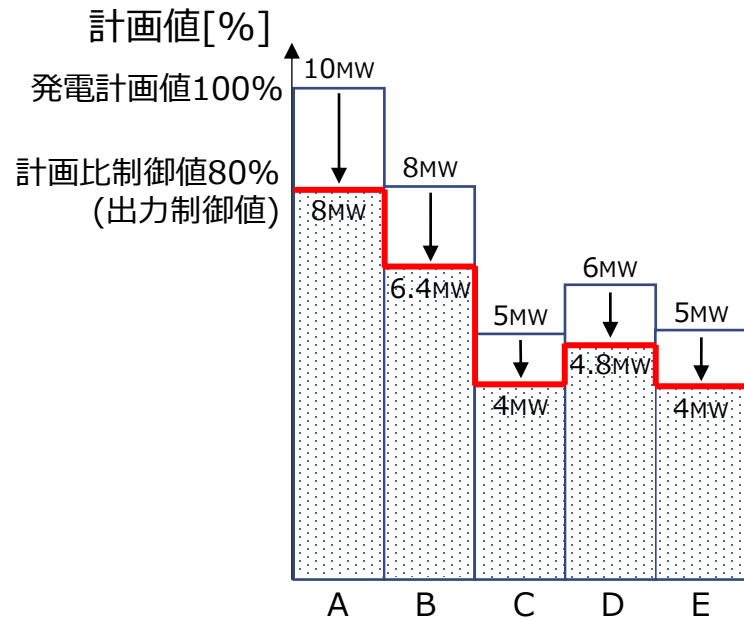 計画値[%]
10MW
発電計画値100%
8MW
計画比制御値80%
(出力制御値)
8MW
6MW
6.4MW
5MW
5MW
4.8MW
4MW
4MW
A B C D E